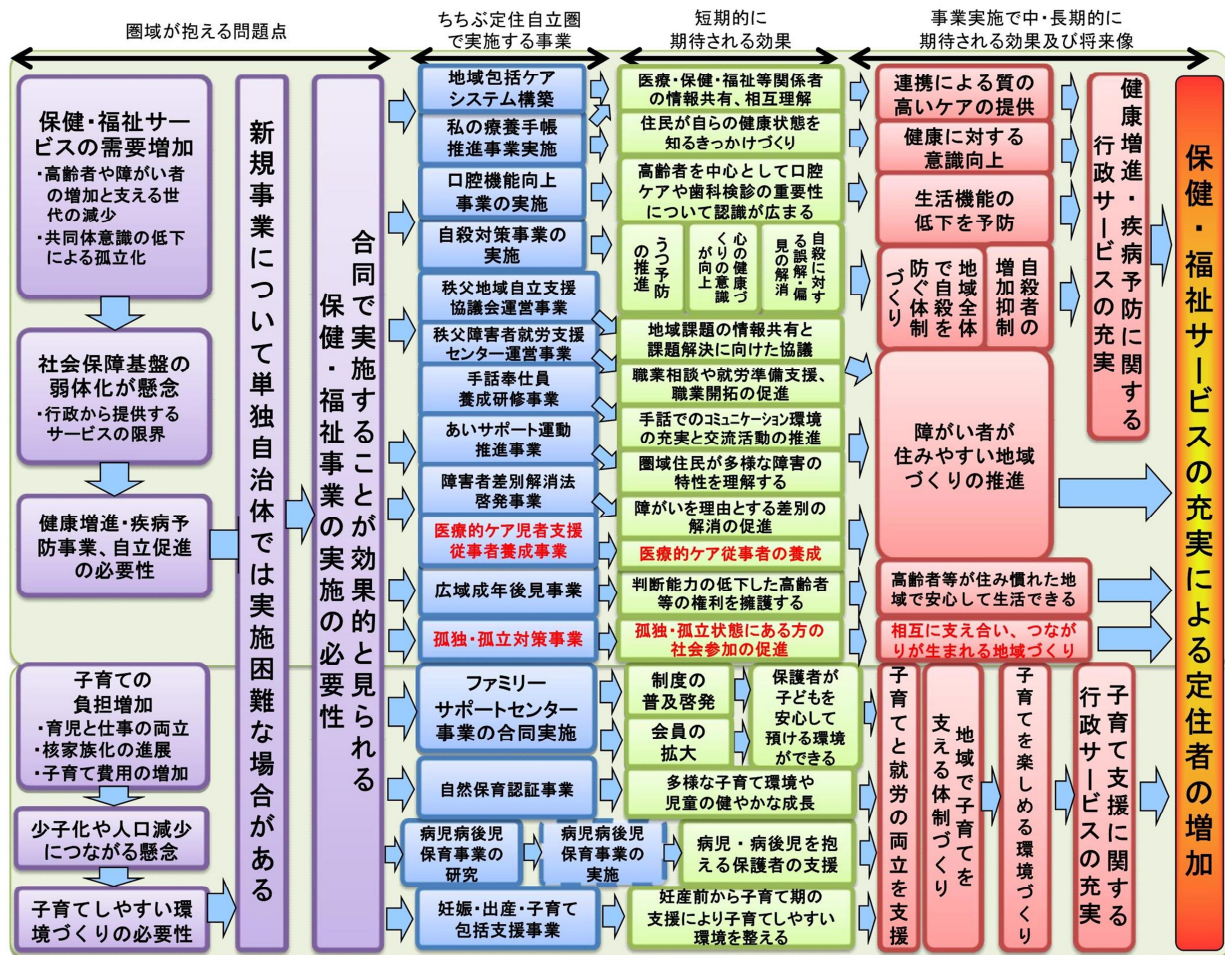 圏域が抱える問題点
ちちぶ定住自立圏
で実施する事業
短期的に
期待される効果
事業実施で中・長期的に
期待される効果及び将来像
保健・福祉サー
ビスの需要増加
・高齢者や障がい者
の増加と支える世
代の減少
・共同体意識の低下
による孤立化
社会保障基盤の
弱体化が懸念
・行政から提供する
サービスの限界
健康増進・疾病予
防事業、自立促進
の必要性
子育ての
負担増加
・育児と仕事の両立
・核家族化の進展
・子育て費用の増加
少子化や人口減少
につながる懸念
子育てしやすい環
境づくりの必要性
新規事業について単独自治体では実施困難な場合がある
合同で実施することが効果的と見られる
保健・福祉事業の実施の必要性
地域包括ケア
システム構築
私の療養手帳
推進事業実施
口腔機能向上
事業の実施
自殺対策事業の
実施
秩父地域自立支援
協議会運営事業
秩父障害者就労支援
センター運営事業
手話奉仕員
養成研修事業
あいサポート運動
推進事業
障害者差別解消法
啓発事業
医療的ケア児者支援
従事者養成事業
広域成年後見事業
孤独・孤立対策事業
ファミリー
サポートセンター
事業の合同実施
自然保育認証事業
病児病後児
保育事業の
研究
病児病後児
保育事業の
実施
妊娠・出産・子育て
包括支援事業
医療・保健・福祉等関係者
の情報共有、相互理解
住民が自らの健康状態を
知るきっかけづくり
高齢者を中心として口腔
ケアや歯科検診の重要性
について認識が広まる
うつ予防
の推進
心の健康づ
くりの意識
が向上
自殺に対す
る誤解・偏
見の解消
地域課題の情報共有と
課題解決に向けた協議
職業相談や就労準備支援、
職業開拓の促進
手話でのコミュニケーション環境
の充実と交流活動の推進
圏域住民が多様な障害の
特性を理解する
障がいを理由とする差別の
解消の促進
医療的ケア従事者の養成
判断能力の低下した高齢者
等の権利を擁護する
孤独・孤立状態にある方の
社会参加の促進
制度の
普及啓発
会員の
拡大
保護者が
子どもを
安心して
預ける環境
ができる
多様な子育て環境や
児童の健やかな成長
病児・病後児を抱
える保護者の支援
妊産前から子育て期の
支援により子育てしやすい
環境を整える
連携による質の
高いケアの提供
健康に対する
意識向上
生活機能の
低下を予防
地域全体
で自殺を
防ぐ体制
づくり
自殺者の
増加抑制
障がい者が
住みやすい地域
づくりの推進
高齢者等が住み慣れた地
域で安心して生活できる
相互に支え合い、つなが
りが生まれる地域づくり
子育てと就労の両立を支援
地域で子育てを
支える体制づくり
子育てを楽しめる環境づくり
健康増進・疾病予防に関する
行政サービスの充実
子育て支援に関する
行政サービスの充実
保健・福祉サービスの充実による定住者の増加